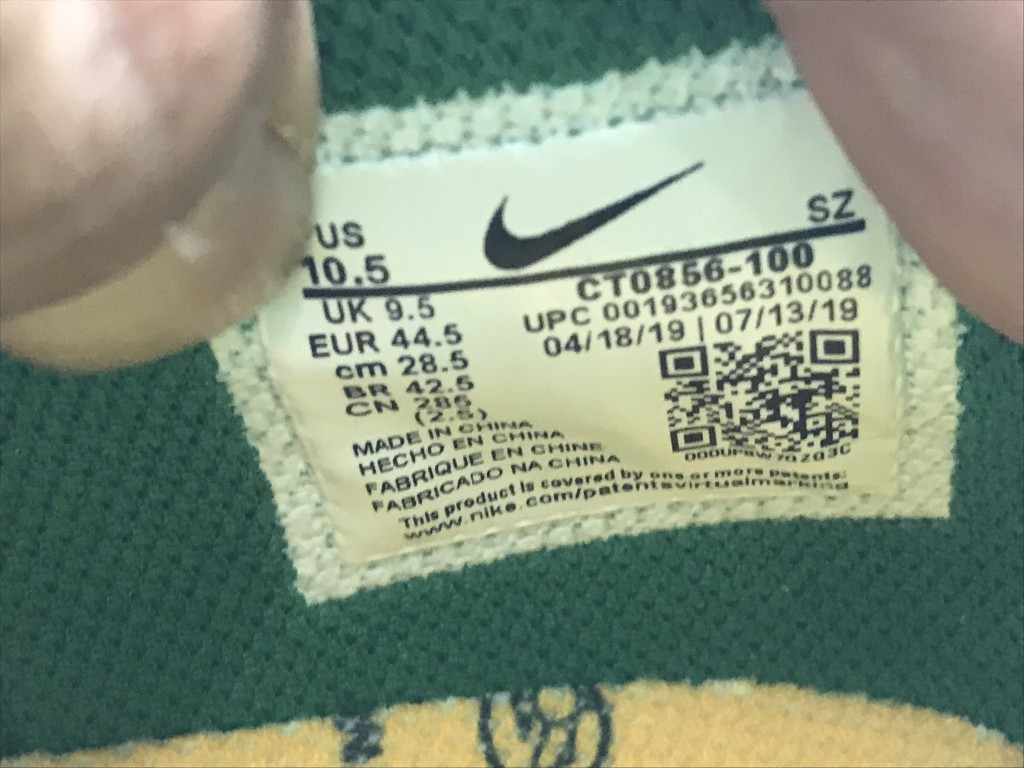 US
SZ
10.5
CT0856-100
UK 9.5
UPC 00193656310088
EUR 44.5
04/18/19 | 07/13/19
cm 28.5
BR 42.5
CN 285
(2.5)
MADE IN CHINA
HECHO EN CHINA
FABRIQUE EN CHINE
FABRICADO NA CHINA
This product is covered by one or more patents:
www.nike.com/patentsvirtualmarking